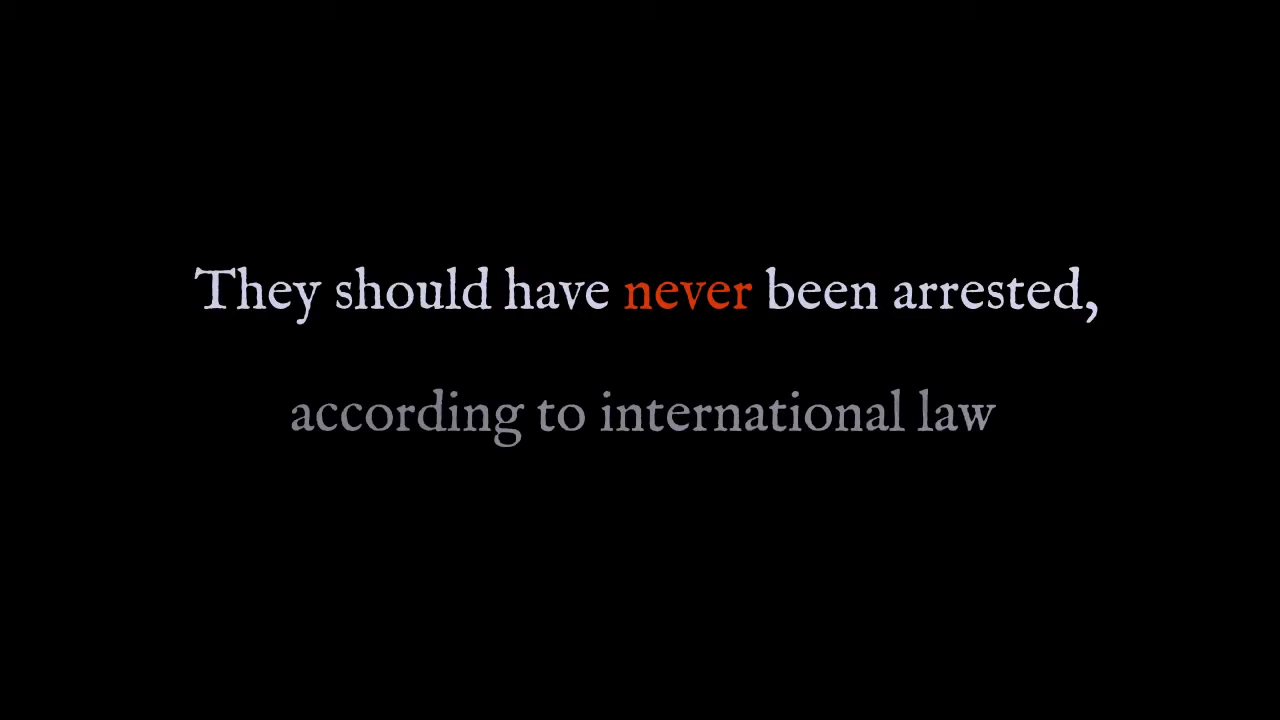 They should have never been arrested,
according to international law